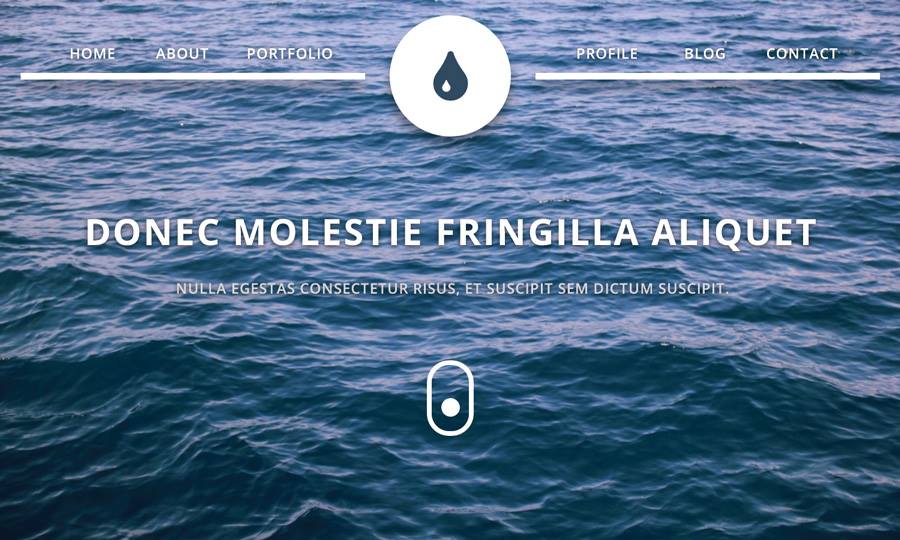 HOME ABOUT PORTFOLIO PROFILE BLOG CONTACT
DONEC MOLESTIE FRINGILLA ALIQUET
NULLA EGESTAS CONSECTETUR RISUS, ET SUSCIPIT SEM DICTUM SUSCIPIT.